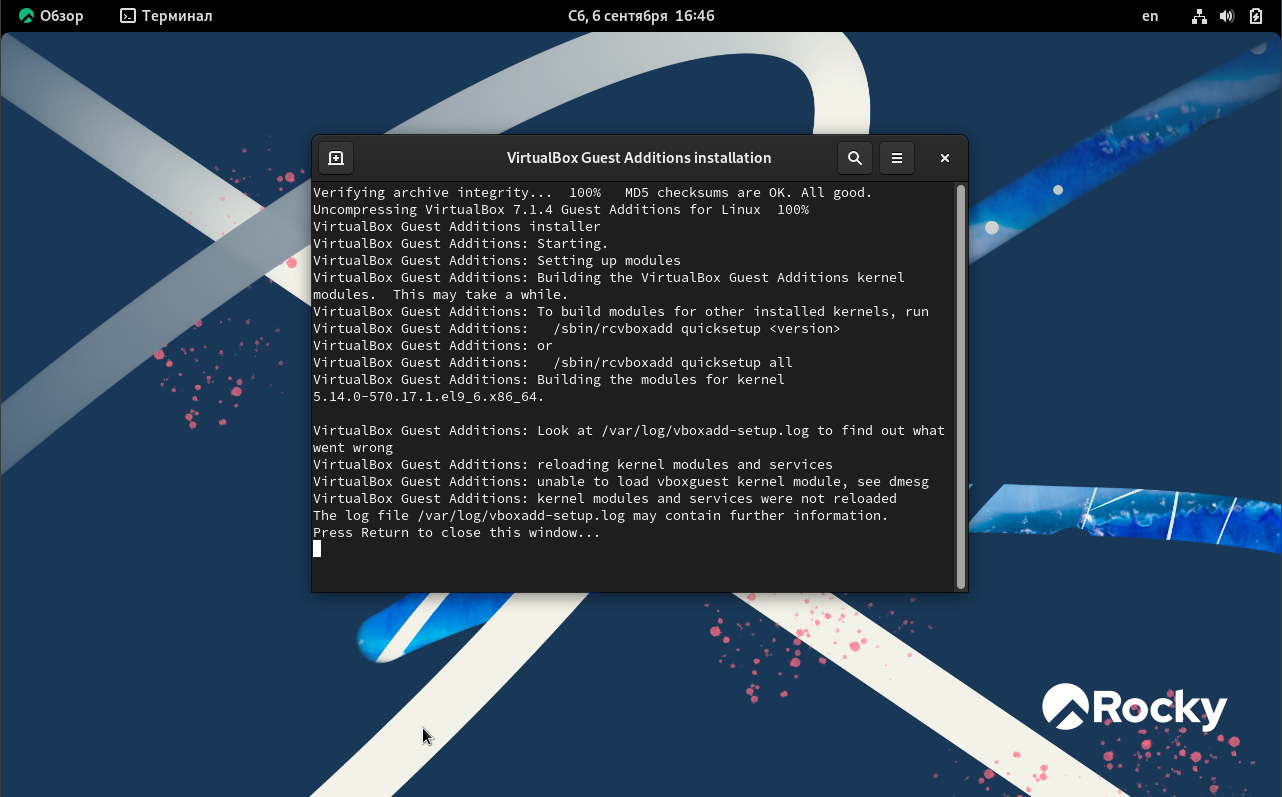 Обзор
Терминал
Сб, 6 сентября 16:46
en
VirtualBox Guest Additions installation
Verifying archive integrity...  100%   MD5 checksums are OK. All good.
Uncompressing VirtualBox 7.1.4 Guest Additions for Linux  100%
VirtualBox Guest Additions installer
VirtualBox Guest Additions: Starting.
VirtualBox Guest Additions: Setting up modules
VirtualBox Guest Additions: Building the VirtualBox Guest Additions kernel
modules.  This may take a while.
VirtualBox Guest Additions: To build modules for other installed kernels, run
VirtualBox Guest Additions:   /sbin/rcvboxadd quicksetup <version>
VirtualBox Guest Additions: or
VirtualBox Guest Additions:   /sbin/rcvboxadd quicksetup all
VirtualBox Guest Additions: Building the modules for kernel
5.14.0-570.17.1.el9_6.x86_64.
VirtualBox Guest Additions: Look at /var/log/vboxadd-setup.log to find out what
went wrong
VirtualBox Guest Additions: reloading kernel modules and services
VirtualBox Guest Additions: unable to load vboxguest kernel module, see dmesg
VirtualBox Guest Additions: kernel modules and services were not reloaded
The log file /var/log/vboxadd-setup.log may contain further information.
Press Return to close this window...
Rocky